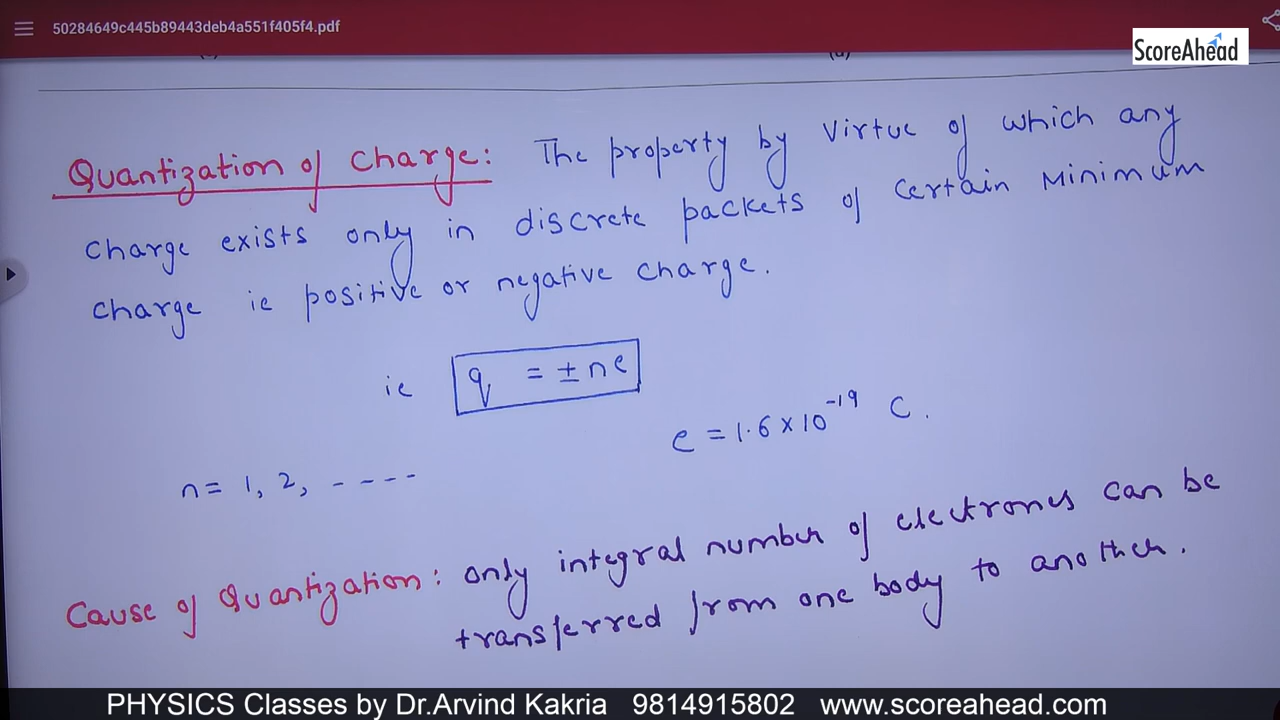 50284649c445b89443deb4a551f405f4.pdf
ScoreAhead
Quantization of Charge: The property by virtue of which any
charge exists only in discrete packets of certain minimum
charge ie positive or negative charge.
ie q = ± ne
e = 1.6 × 10⁻¹⁹ C.
n = 1, 2, - - - -
Cause of Quantization: only integral number of electrones can be
transferred from one body to another.
PHYSICS Classes by Dr.Arvind Kakria 9814915802 www.scoreahead.com